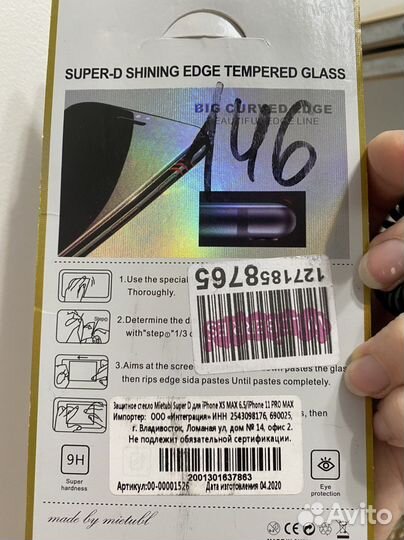 SUPER-D SHINING EDGE TEMPERED GLASS
BIG CURVED EDGE
BEAUTIFUL EDGE LINE
146
1.Use the special
Thoroughly.
1271858765
2.Determine the d
with"step①"1/3
3.Aims at the scree
pastes the glass,
then rips edge sida pastes Until pastes completely.
then
Защитное стекло Mietubl Super D для iPhone XS MAX 6.5/iPhone 11 PRO MAX
Импортер: ООО «Интеграция» ИНН 2543098176, 690025,
г. Владивосток, Ломаная ул, дом № 14, офис 2.
Не подлежит обязательной сертификации.
2001301637863
Артикул:00-00001526 Дата изготовления 04.2020
9H
Super
hardness
Eye
protection
made by mietubl
Avito